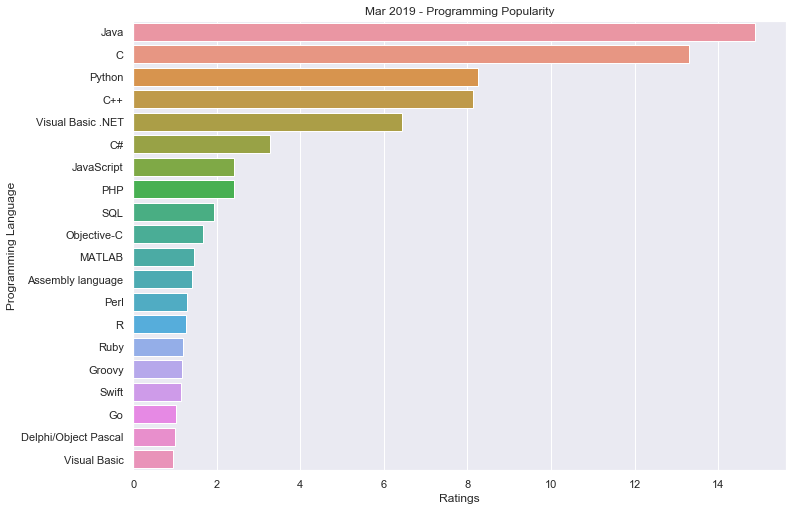 Mar 2019 - Programming Popularity
Programming Language
Java
C
Python
C++
Visual Basic .NET
C#
JavaScript
PHP
SQL
Objective-C
MATLAB
Assembly language
Perl
R
Ruby
Groovy
Swift
Go
Delphi/Object Pascal
Visual Basic
0 2 4 6 8 10 12 14
Ratings